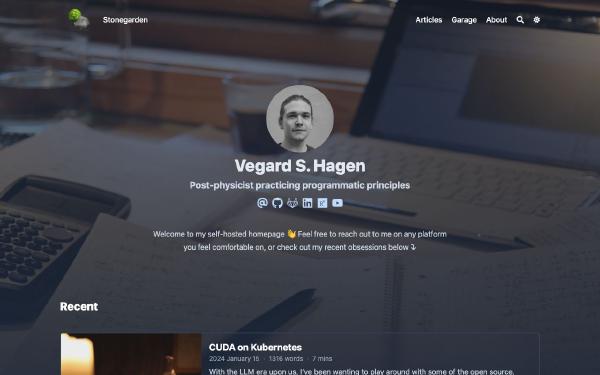 Stonegarden
Articles Garage About
Vegard S. Hagen
Post-physicist practicing programmatic principles
Welcome to my self-hosted homepage 👋 Feel free to reach out to me on any platform
you feel comfortable on, or check out my recent obsessions below ⤵
Recent
CUDA on Kubernetes
2024 January 15 · 1316 words · 7 mins
With the LLM era upon us, I've been wanting to play around with some of the open source,